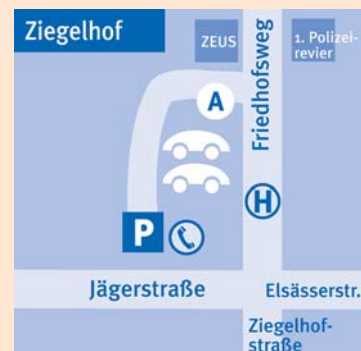 Ziegelhof
ZEUS
Friedhofsweg
1. Polizei-
revier
A
H
P
Jägerstraße
Elsässerstr.
Ziegelhof-
straße